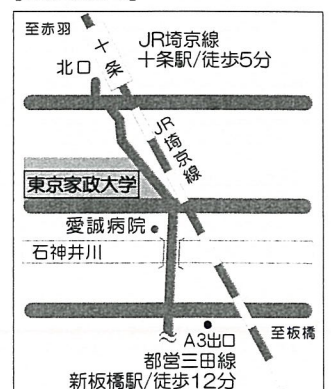 至赤羽
十条
JR埼京線
十条駅/徒歩5分
北口
JR埼京線
東京家政大学
愛誠病院
石神井川
A3出口
至板橋
都営三田線
新板橋駅/徒歩12分